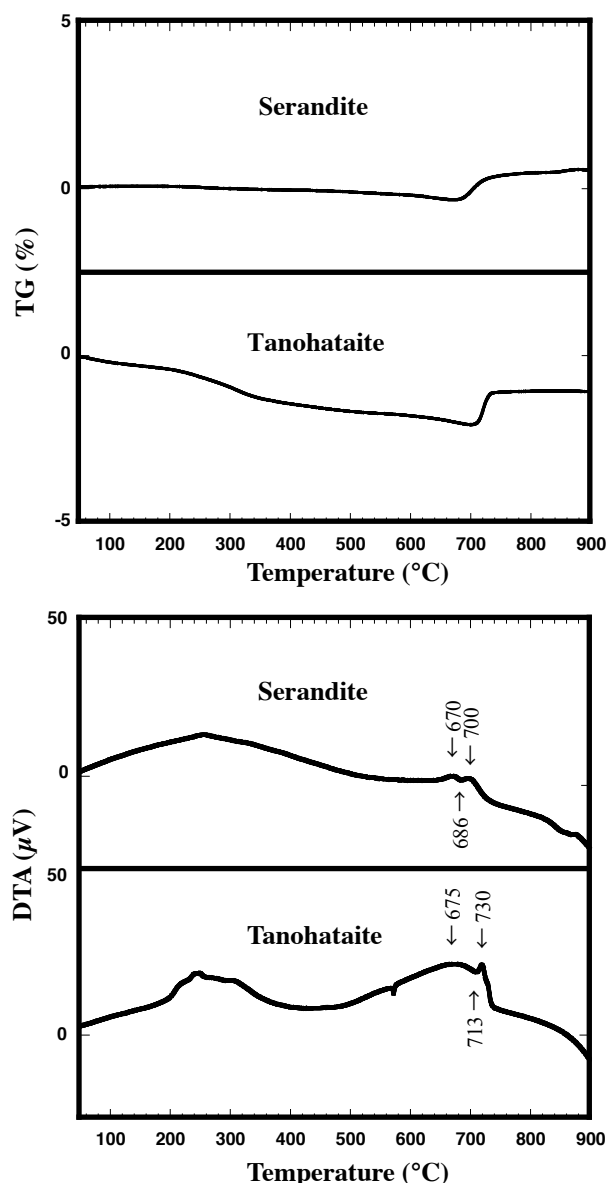 5
Serandite
0
TG (%)
Tanohataite
0
-5
100 200 300 400 500 600 700 800 900
Temperature (°C)
50
Serandite
← 670
← 700
0
686 →
DTA (µV)
50
Tanohataite
← 675
← 730
0
713 →
100 200 300 400 500 600 700 800 900
Temperature (°C)